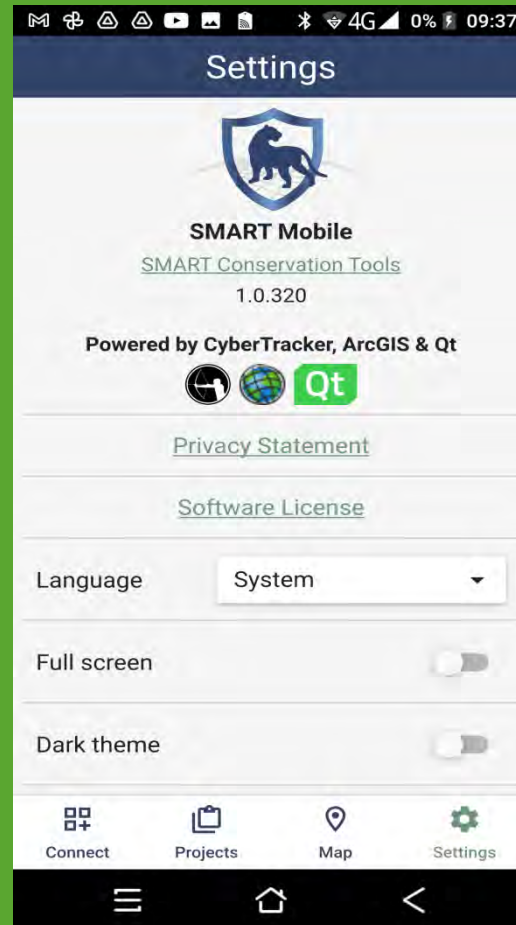 4G 0% 09:37
Settings
SMART Mobile
SMART Conservation Tools
1.0.320
Powered by CyberTracker, ArcGIS & Qt
Qt
Privacy Statement
Software License
Language System
Full screen
Dark theme
Connect Projects Map Settings